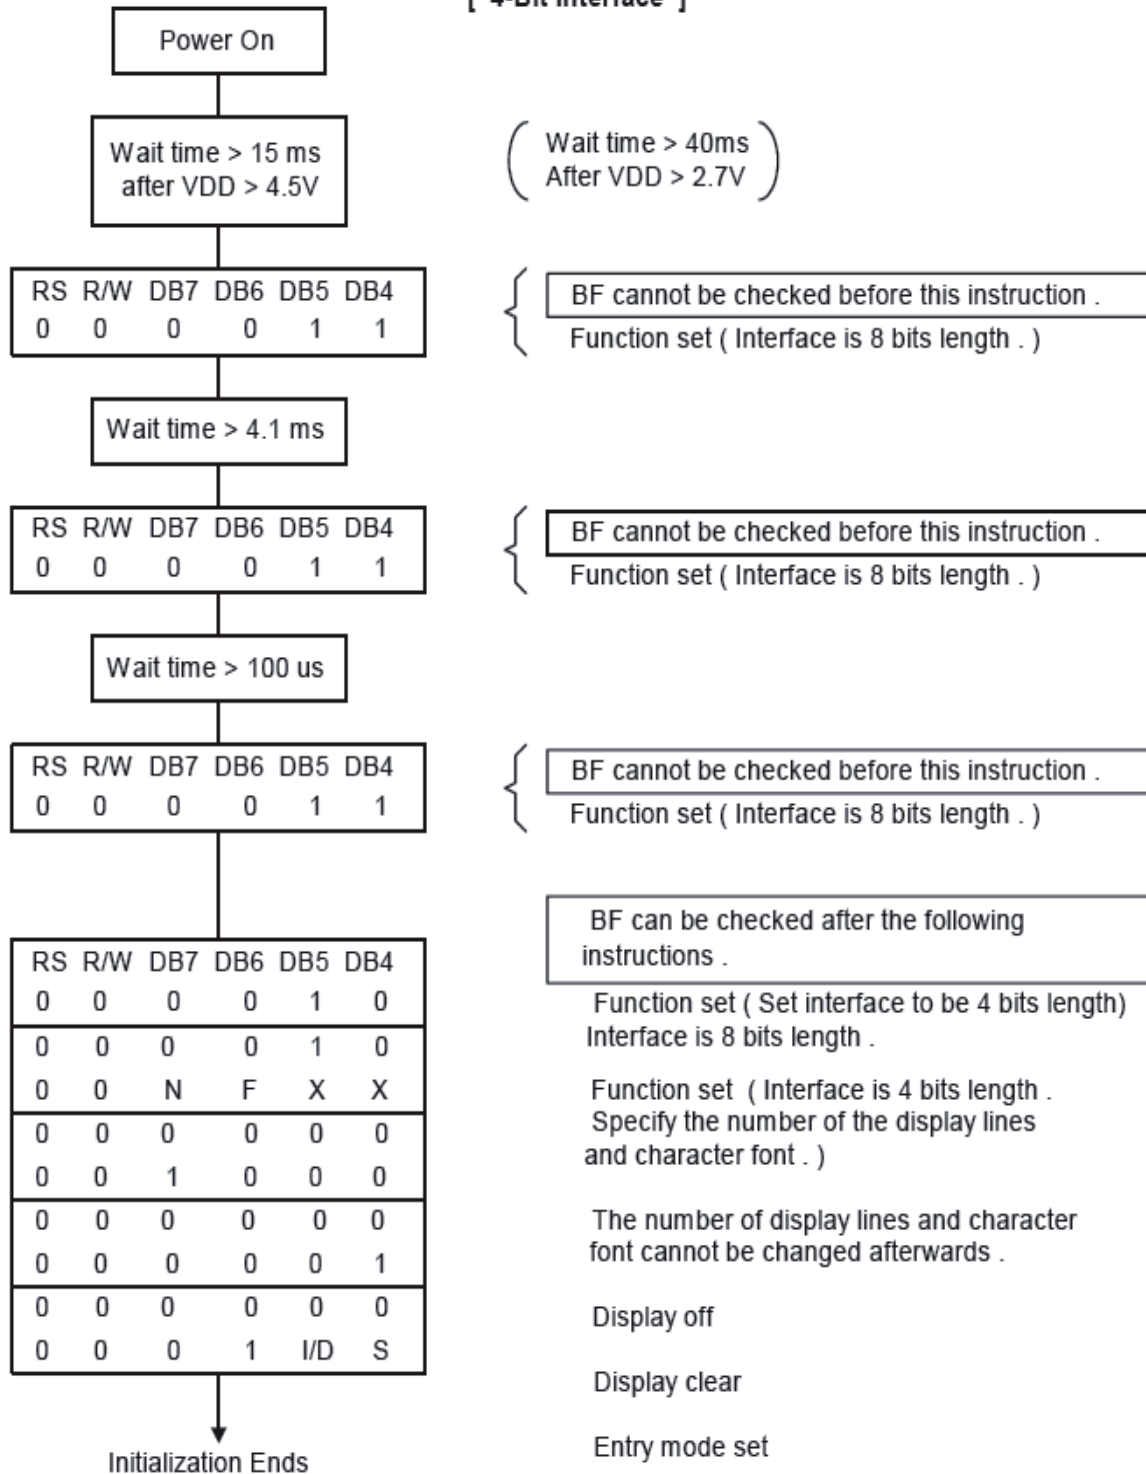 [ 4-Bit Interface ]
Power On
Wait time > 15 ms
after VDD > 4.5V
Wait time > 40ms
After VDD > 2.7V
RS R/W DB7 DB6 DB5 DB4
0 0 0 0 1 1
BF cannot be checked before this instruction .
Function set ( Interface is 8 bits length . )
Wait time > 4.1 ms
RS R/W DB7 DB6 DB5 DB4
0 0 0 0 1 1
BF cannot be checked before this instruction .
Function set ( Interface is 8 bits length . )
Wait time > 100 us
RS R/W DB7 DB6 DB5 DB4
0 0 0 0 1 1
BF cannot be checked before this instruction .
Function set ( Interface is 8 bits length . )
RS R/W DB7 DB6 DB5 DB4
0 0 0 0 1 0
0 0 0 0 1 0
0 0 N F X X
0 0 0 0 0 0
0 0 1 0 0 0
0 0 0 0 0 0
0 0 0 0 0 1
0 0 0 0 0 0
0 0 0 1 I/D S
BF can be checked after the following
instructions .
Function set ( Set interface to be 4 bits length)
Interface is 8 bits length .
Function set ( Interface is 4 bits length .
Specify the number of the display lines
and character font . )
The number of display lines and character
font cannot be changed afterwards .
Display off
Display clear
Entry mode set
Initialization Ends